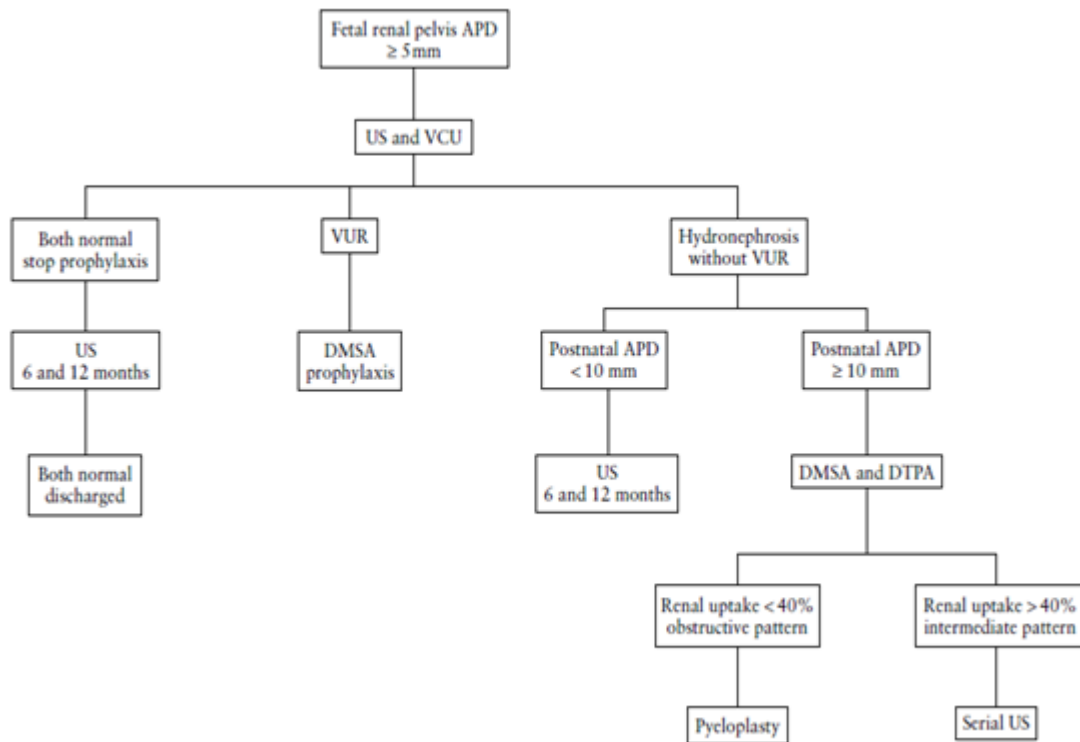 Fetal renal pelvis APD
≥ 5mm
US and VCU
Both normal
stop prophylaxis
VUR
Hydronephrosis
without VUR
US
6 and 12 months
DMSA
prophylaxis
Postnatal APD
< 10 mm
Postnatal APD
≥ 10 mm
Both normal
discharged
US
6 and 12 months
DMSA and DTPA
Renal uptake < 40%
obstructive pattern
Renal uptake > 40%
intermediate pattern
Pyeloplasty
Serial US